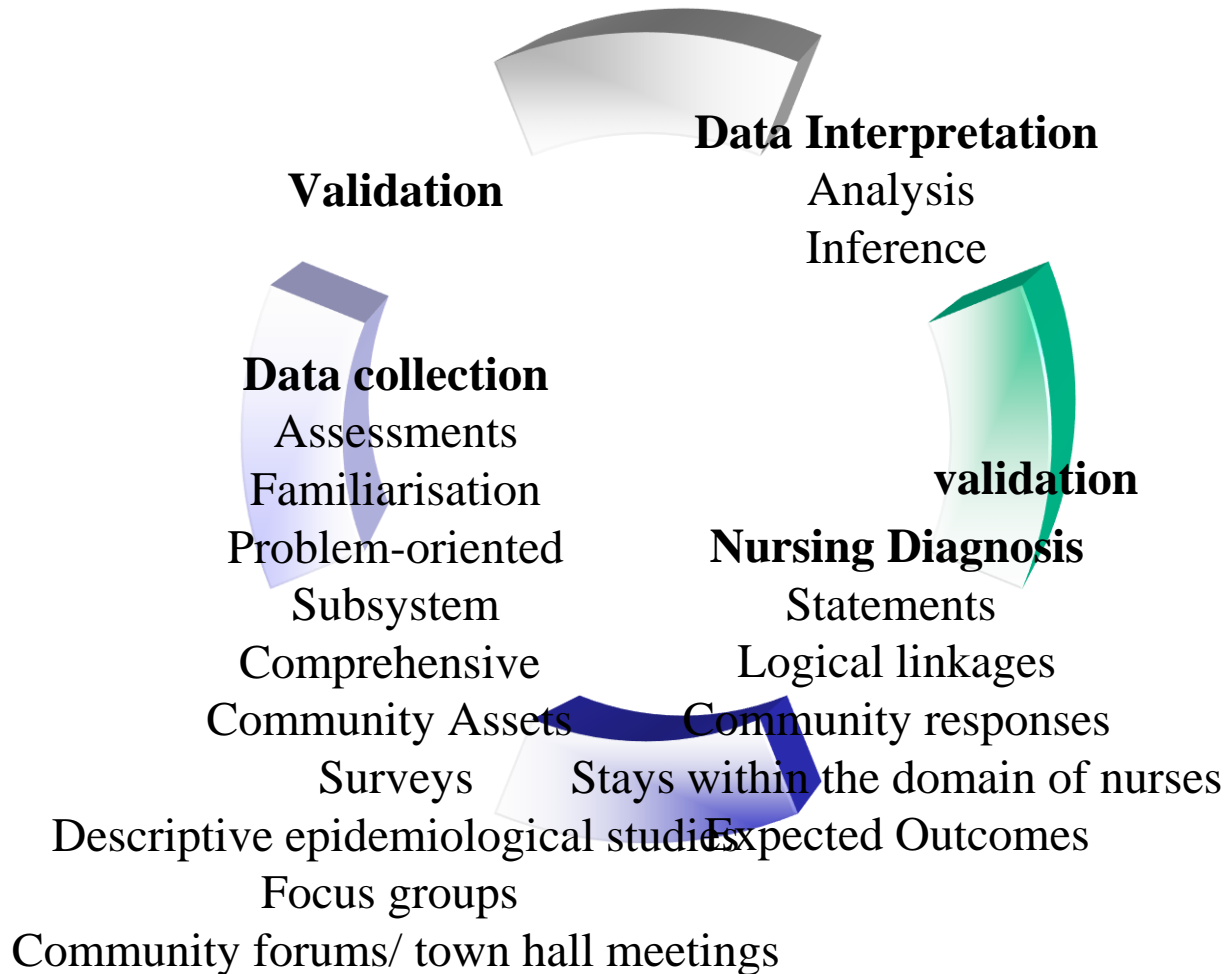 Validation
Data collection
Assessments
Familiarisation
Problem-oriented
Subsystem
Comprehensive
Community Assets
Surveys
Descriptive epidemiological studies
Focus groups
Community forums/ town hall meetings
Data Interpretation
Analysis
Inference
validation
Nursing Diagnosis
Statements
Logical linkages
Community responses
Stays within the domain of nurses
Expected Outcomes